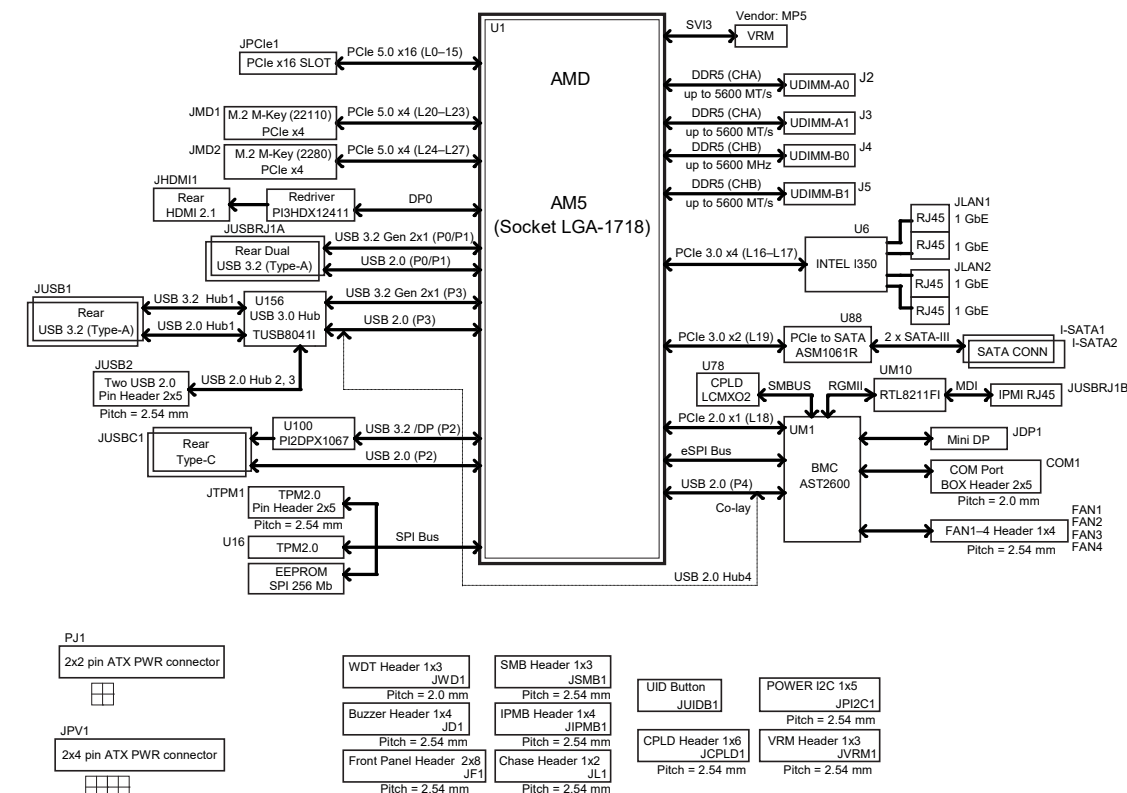 U1
AMD
AM5
(Socket LGA-1718)
JPCIe1
PCIe x16 SLOT
PCIe 5.0 x16 (L0–15)
JMD1
M.2 M-Key (22110)
PCIe x4
PCIe 5.0 x4 (L20–L23)
JMD2
M.2 M-Key (2280)
PCIe x4
PCIe 5.0 x4 (L24–L27)
JHDMI1
Rear
HDMI 2.1
Redriver
PI3HDX12411
DP0
JUSBRJ1A
Rear Dual
USB 3.2 (Type-A)
USB 3.2 Gen 2x1 (P0/P1)
USB 2.0 (P0/P1)
JUSB1
Rear
USB 3.2 (Type-A)
USB 3.2 Hub1
USB 2.0 Hub1
U156
USB 3.0 Hub
TUSB8041I
USB 3.2 Gen 2x1 (P3)
USB 2.0 (P3)
JUSB2
Two USB 2.0
Pin Header 2x5
Pitch = 2.54 mm
USB 2.0 Hub 2, 3
JUSBC1
Rear
Type-C
U100
PI2DPX1067
USB 3.2 /DP (P2)
USB 2.0 (P2)
JTPM1
TPM2.0
Pin Header 2x5
Pitch = 2.54 mm
U16
TPM2.0
EEPROM
SPI 256 Mb
SPI Bus
SVI3
Vendor: MP5
VRM
DDR5 (CHA)
up to 5600 MT/s
UDIMM-A0
J2
DDR5 (CHA)
up to 5600 MT/s
UDIMM-A1
J3
DDR5 (CHB)
up to 5600 MHz
UDIMM-B0
J4
DDR5 (CHB)
up to 5600 MT/s
UDIMM-B1
J5
PCIe 3.0 x4 (L16–L17)
U6
INTEL I350
JLAN1
RJ45
1 GbE
RJ45
1 GbE
JLAN2
RJ45
1 GbE
RJ45
1 GbE
PCIe 3.0 x2 (L19)
U88
PCIe to SATA
ASM1061R
2 x SATA-III
SATA CONN
I-SATA1
I-SATA2
U78
CPLD
LCMXO2
SMBUS
RGMII
UM10
RTL8211FI
MDI
IPMI RJ45
JUSBRJ1B
PCIe 2.0 x1 (L18)
eSPI Bus
USB 2.0 (P4)
Co-lay
USB 2.0 Hub4
UM1
BMC
AST2600
Mini DP
JDP1
COM Port
BOX Header 2x5
COM1
Pitch = 2.0 mm
FAN1–4 Header 1x4
Pitch = 2.54 mm
FAN1
FAN2
FAN3
FAN4
PJ1
2x2 pin ATX PWR connector
JPV1
2x4 pin ATX PWR connector
WDT Header 1x3
JWD1
Pitch = 2.0 mm
Buzzer Header 1x4
JD1
Pitch = 2.54 mm
Front Panel Header 2x8
JF1
Pitch = 2.54 mm
SMB Header 1x3
JSMB1
Pitch = 2.54 mm
IPMB Header 1x4
JIPMB1
Pitch = 2.54 mm
Chase Header 1x2
JL1
Pitch = 2.54 mm
UID Button
JUIDB1
CPLD Header 1x6
JCPLD1
Pitch = 2.54 mm
POWER I2C 1x5
JPI2C1
Pitch = 2.54 mm
VRM Header 1x3
JVRM1
Pitch = 2.54 mm